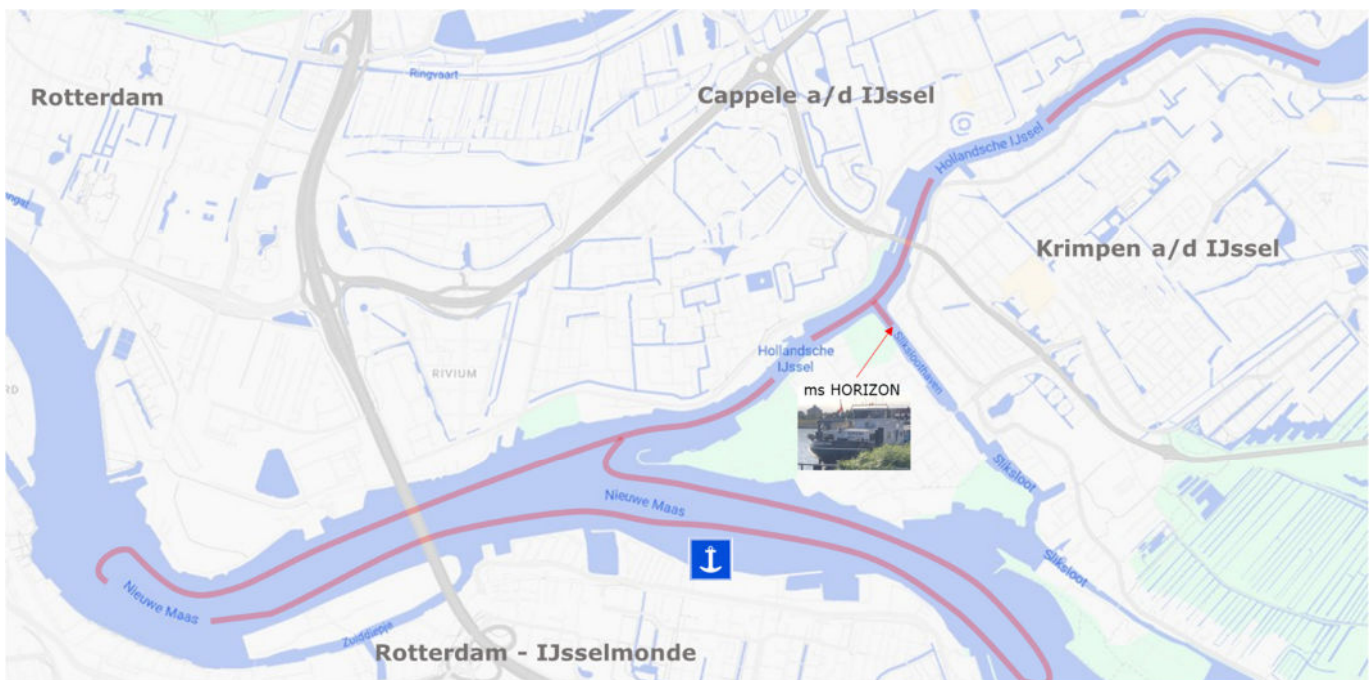 Rotterdam
Ringvaart
Cappele a/d IJssel
Hollandsche IJssel
Krimpen a/d IJssel
Hollandsche
IJssel
Sliksloothaven
RIVIUM
ms HORIZON
Sliksloot
Nieuwe Maas
Sliksloot
Nieuwe Maas
Zuiddiepje
Rotterdam - IJsselmonde